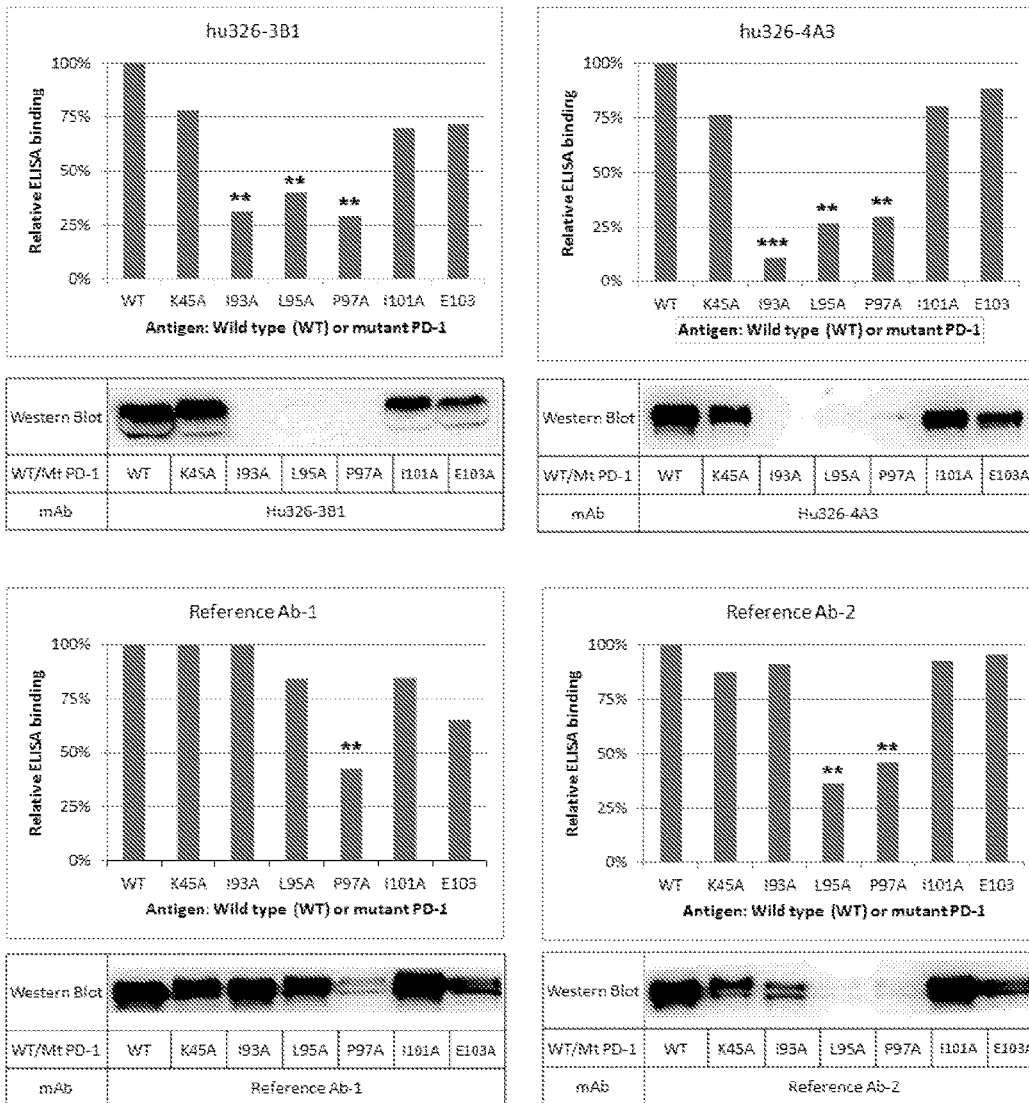 hu326-3B1
100%
75%
50%
25%
0%
Relative ELISA binding
** ** **
WT K45A I93A L95A P97A I101A E103
Antigen: Wild type (WT) or mutant PD-1
Western Blot
WT/Mt PD-1 WT K45A I93A L95A P97A I101A E103A
mAb Hu326-3B1
hu326-4A3
100%
75%
50%
25%
0%
Relative ELISA binding
*** ** **
WT K45A I93A L95A P97A I101A E103
Antigen: Wild type (WT) or mutant PD-1
Western Blot
WT/Mt PD-1 WT K45A I93A L95A P97A I101A E103A
mAb Hu326-4A3
Reference Ab-1
100%
75%
50%
25%
0%
Relative ELISA binding
**
WT K45A I93A L95A P97A I101A E103
Antigen: Wild type (WT) or mutant PD-1
Western Blot
WT/Mt PD-1 WT K45A I93A L95A P97A I101A E103A
mAb Reference Ab-1
Reference Ab-2
100%
75%
50%
25%
0%
Relative ELISA binding
** **
WT K45A I93A L95A P97A I101A E103
Antigen: Wild type (WT) or mutant PD-1
Western Blot
WT/Mt PD-1 WT K45A I93A L95A P97A I101A E103A
mAb Reference Ab-2